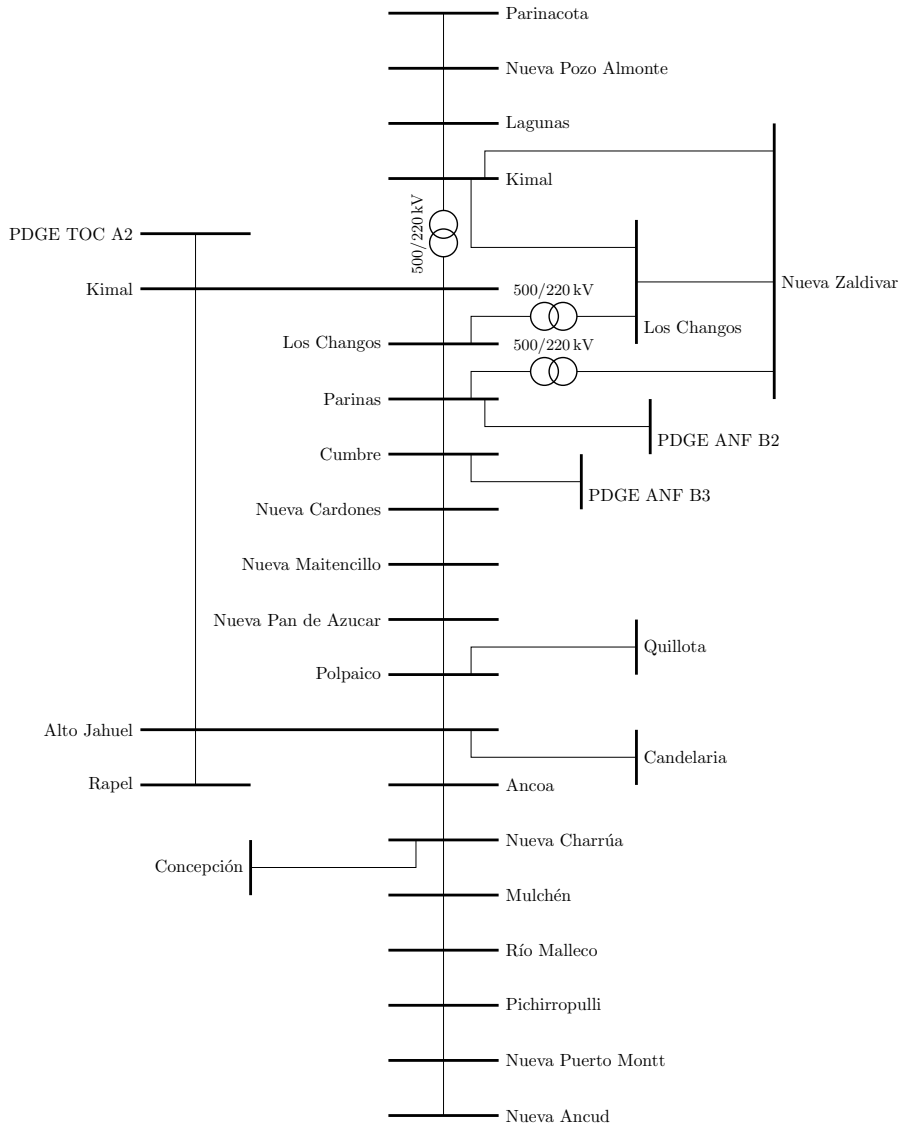 Parinacota
Nueva Pozo Almonte
Lagunas
Kimal
500/220 kV
PDGE TOC A2
Nueva Zaldivar
Kimal
500/220 kV
Los Changos
Los Changos
500/220 kV
Parinas
PDGE ANF B2
Cumbre
PDGE ANF B3
Nueva Cardones
Nueva Maitencillo
Nueva Pan de Azucar
Quillota
Polpaico
Alto Jahuel
Candelaria
Rapel
Ancoa
Nueva Charrúa
Concepción
Mulchén
Río Malleco
Pichirropulli
Nueva Puerto Montt
Nueva Ancud